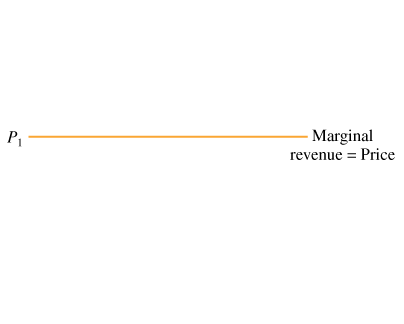 P1
Marginal
revenue = Price